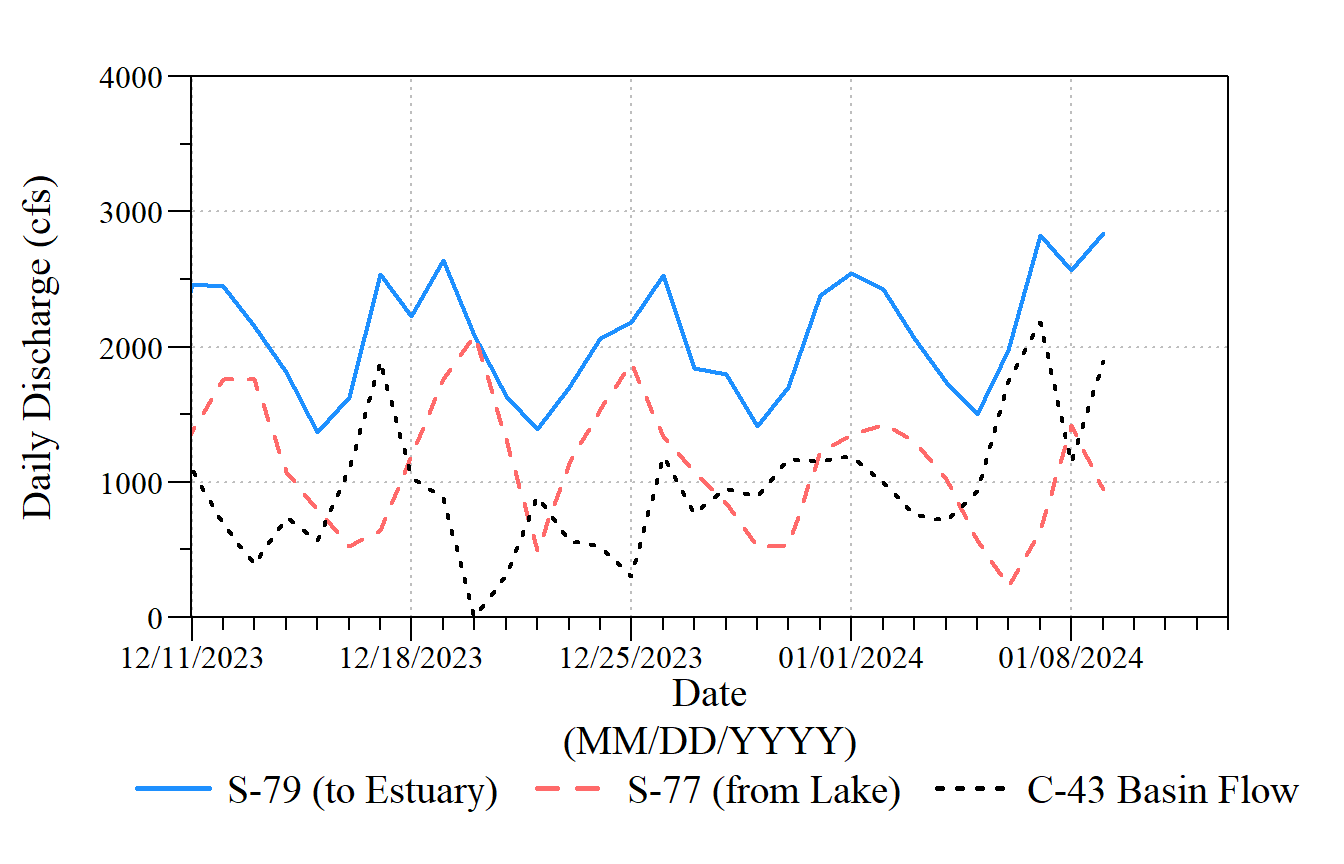 4000
3000
2000
1000
0
Daily Discharge (cfs)
12/11/2023 12/18/2023 12/25/2023 01/01/2024 01/08/2024
Date
(MM/DD/YYYY)
S-79 (to Estuary) S-77 (from Lake) C-43 Basin Flow